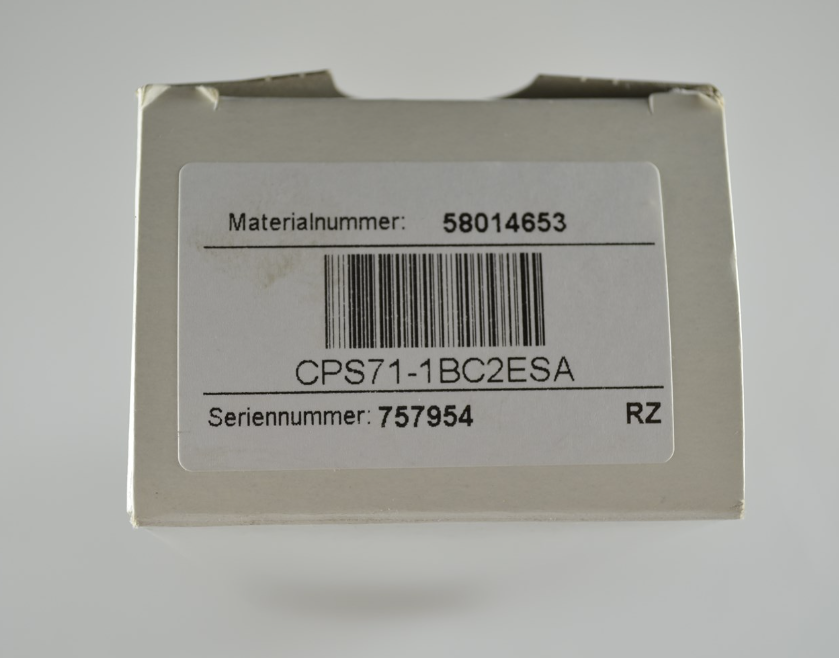 Materialnummer: 58014653
CPS71-1BC2ESA
Seriennummer: 757954 RZ